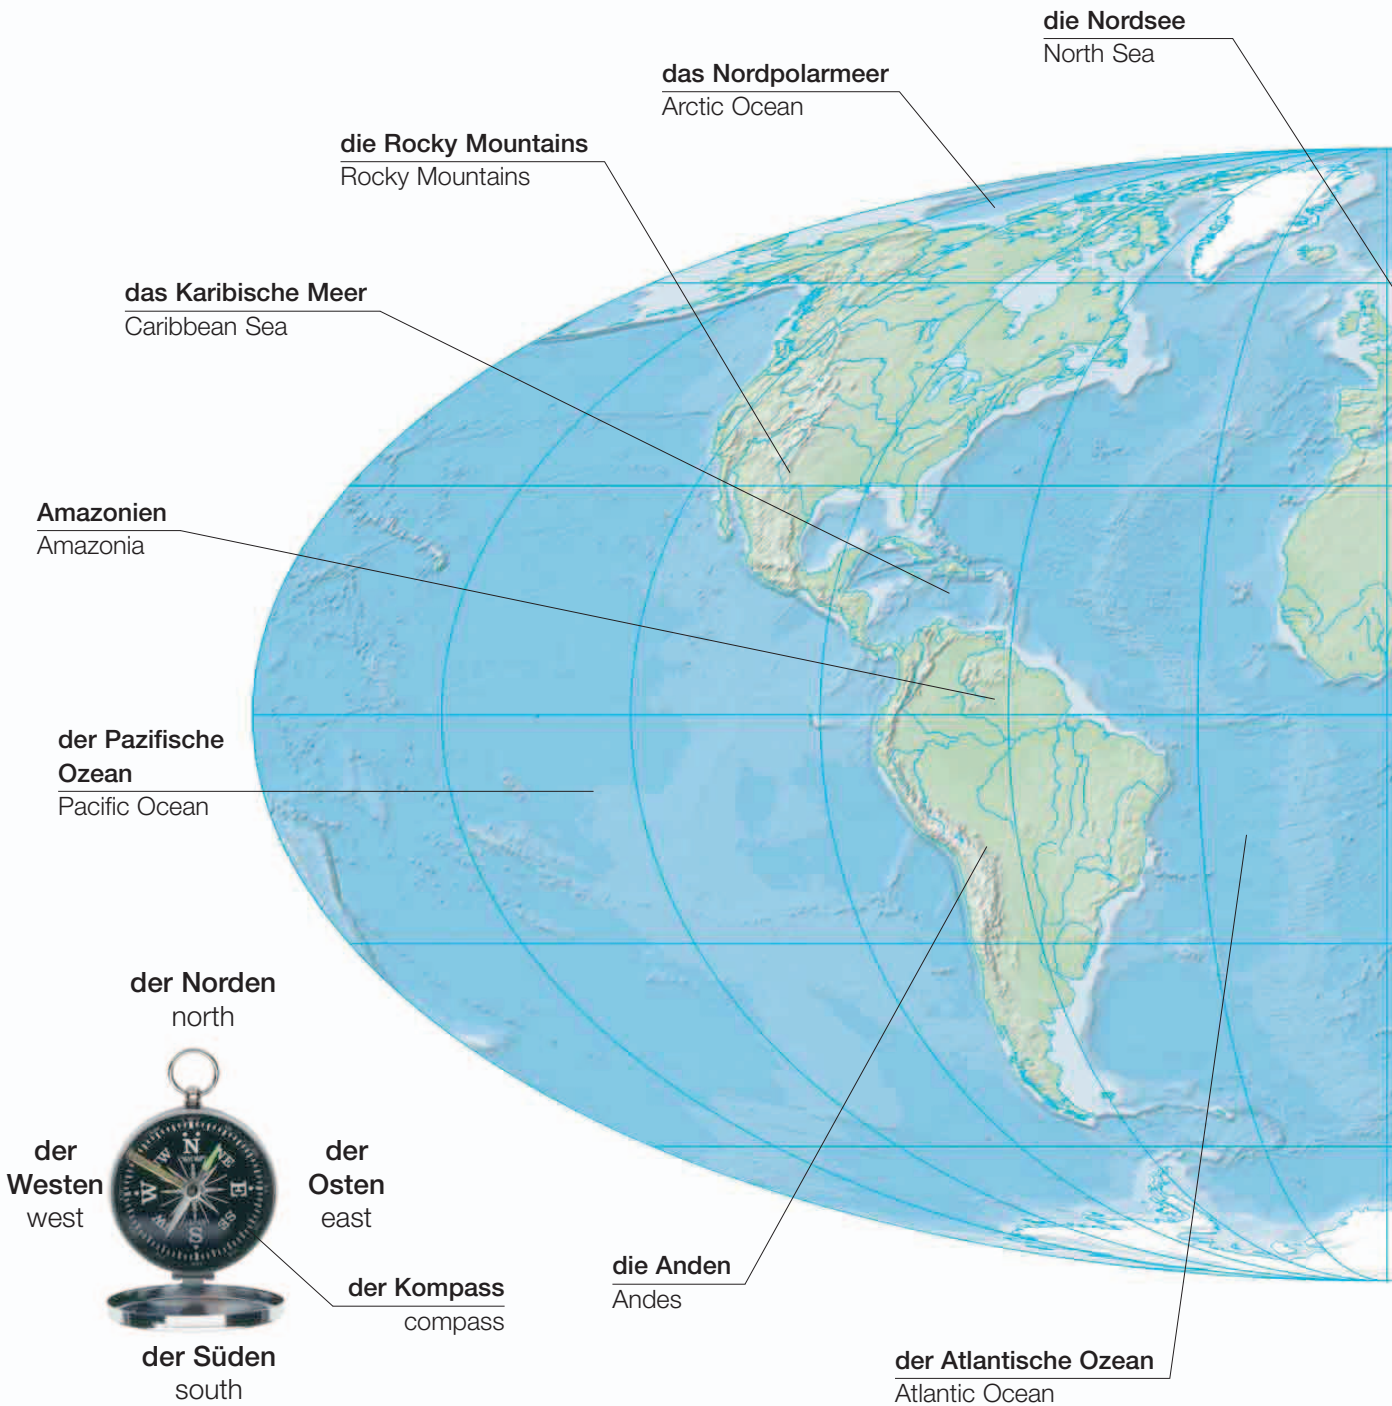 die Nordsee
North Sea
das Nordpolarmeer
Arctic Ocean
die Rocky Mountains
Rocky Mountains
das Karibische Meer
Caribbean Sea
Amazonien
Amazonia
der Pazifische
Ozean
Pacific Ocean
der Norden
north
der
Westen
west
N
NE
E
SE
S
W
W
der
Osten
east
der Kompass
compass
der Süden
south
die Anden
Andes
der Atlantische Ozean
Atlantic Ocean